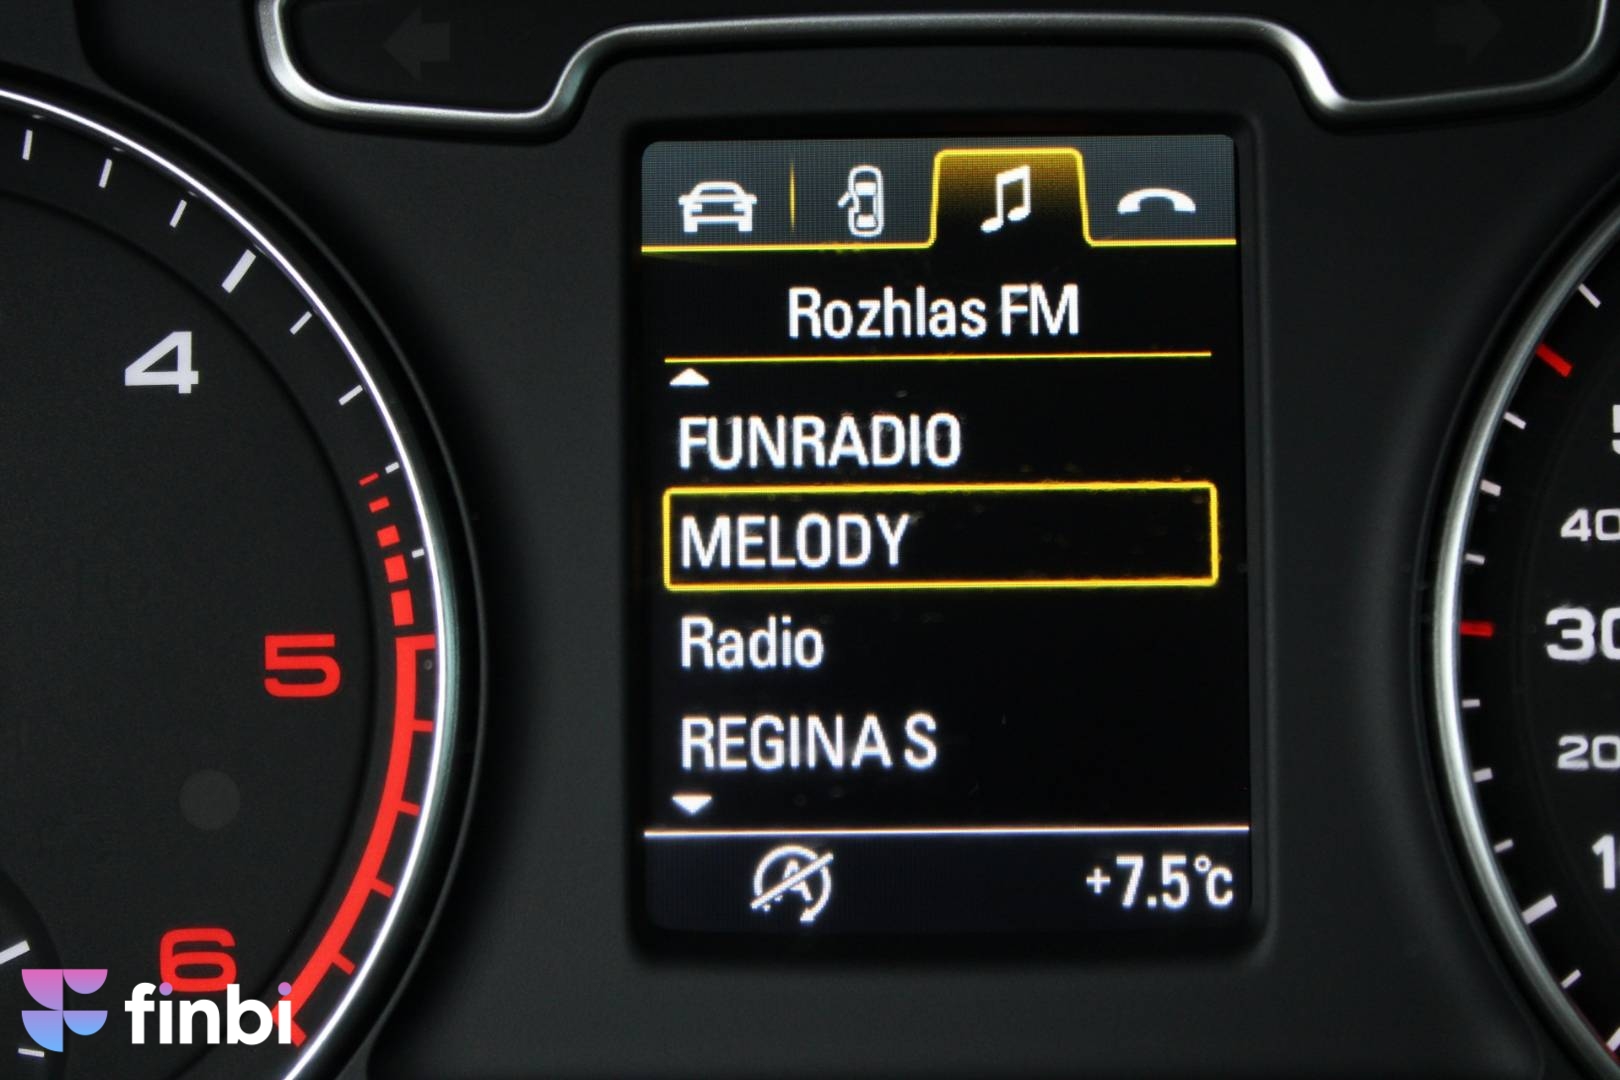 Rozhlas FM
FUNRADIO
MELODY
Radio
REGINA S
+7.5°C
4
5
6
40
30
20
finbi